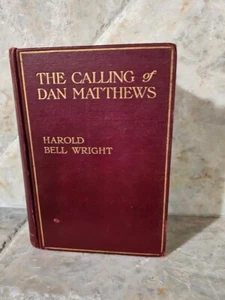 THE CALLING of
DAN MATTHEWS
HAROLD
BELL WRIGHT